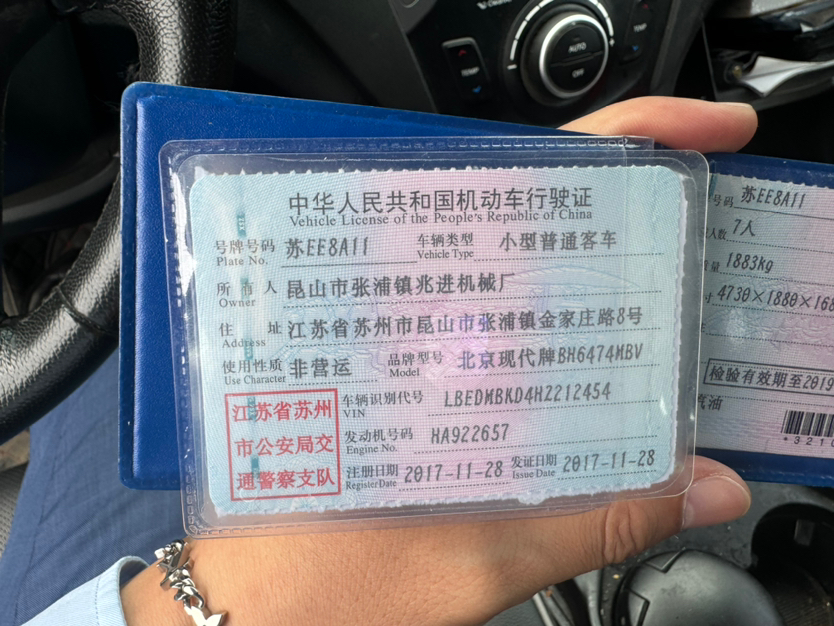 中华人民共和国机动车行驶证
Vehicle License of the People's Republic of China
号牌号码 苏EE8A11 车辆类型 小型普通客车
Plate No. Vehicle Type
所有人 昆山市张浦镇兆进机械厂
Owner
住址 江苏省苏州市昆山市张浦镇金家庄路8号
Address
使用性质 非营运 品牌型号 北京现代牌BH6474MBV
Use Character Model
江苏省苏州
市公安局交
通警察支队
车辆识别代号 LBEDMBKD4HZ212454
VIN
发动机号码 HA922657
Engine No.
注册日期 2017-11-28 发证日期 2017-11-28
Register Date Issue Date
号码 苏EE8A11
人数 7人
量 1883kg
寸 4730×1880×16
检验有效期至2019
汽油
AUTO
OFF
TEMP
TEMP